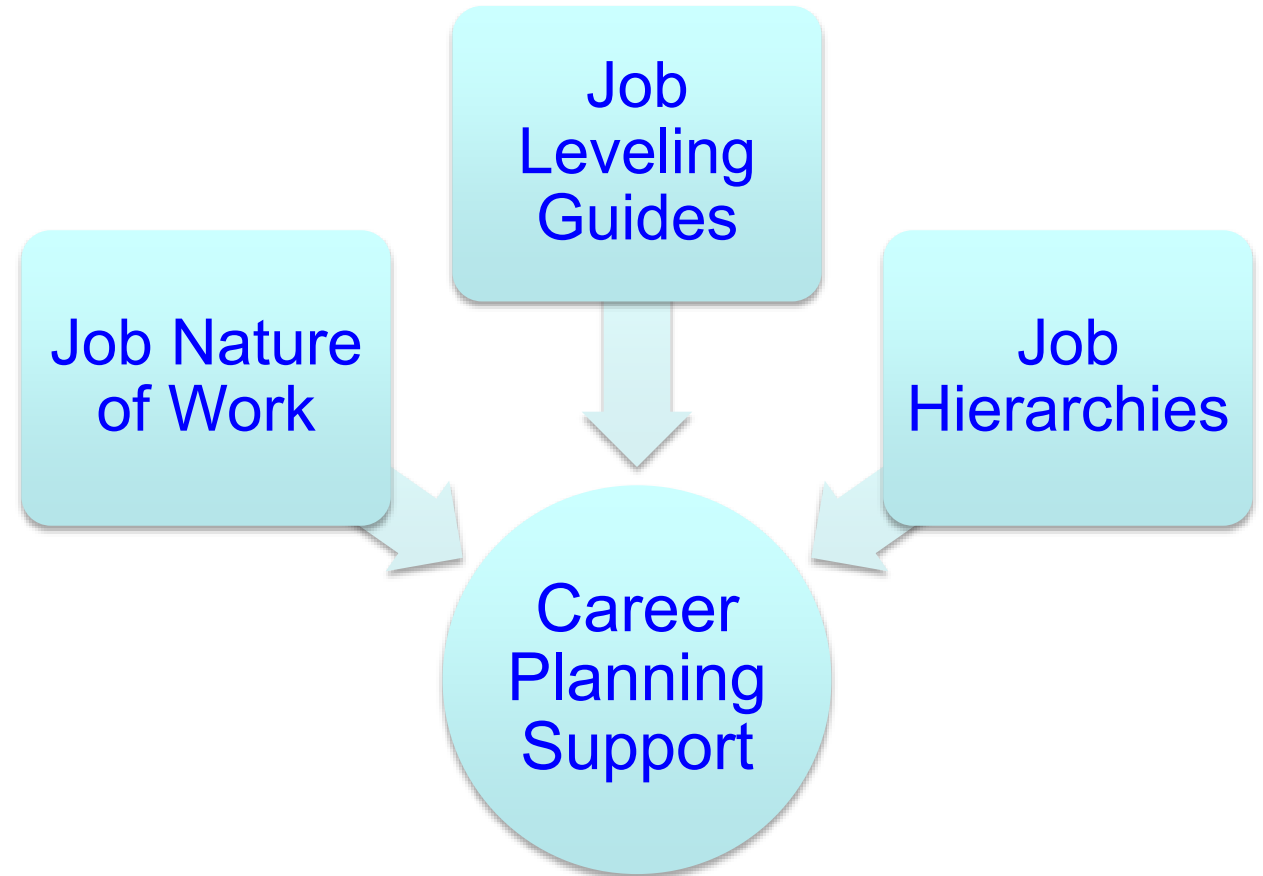 Job
Leveling
Guides
Job Nature
of Work
Job
Hierarchies
Career
Planning
Support